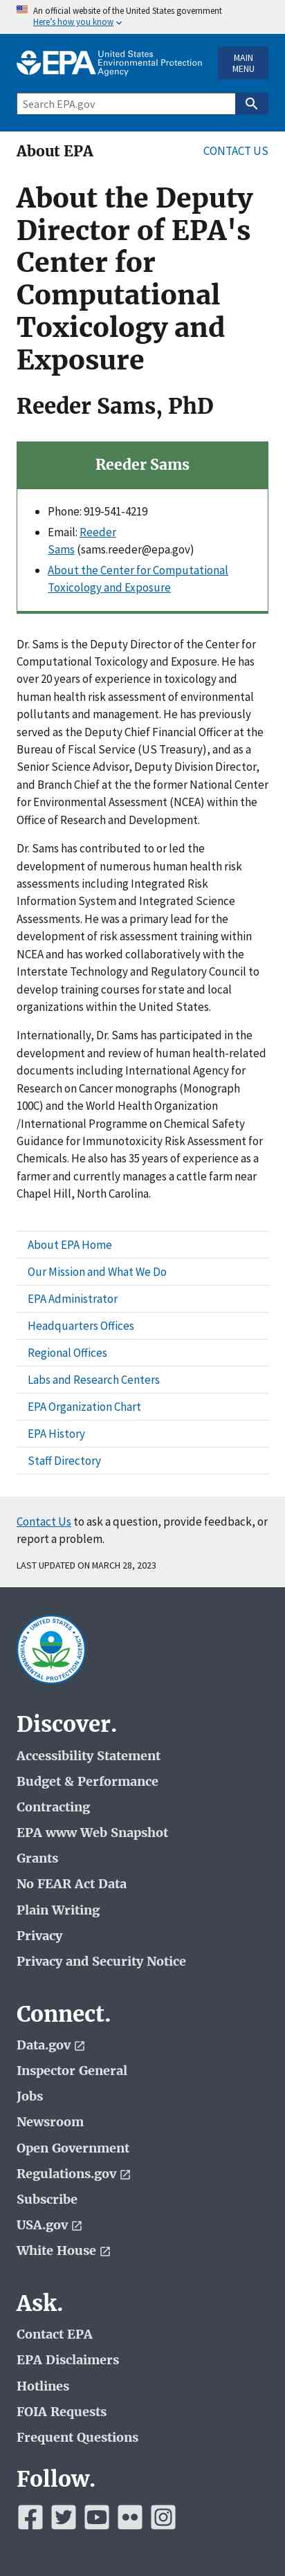 An official website of the United States government
Here's how you know
EPA United States
Environmental Protection
Agency
MAIN
MENU
Search EPA.gov
About EPA
CONTACT US
About the Deputy
Director of EPA's
Center for
Computational
Toxicology and
Exposure
Reeder Sams, PhD
Reeder Sams
• Phone: 919-541-4219
• Email: Reeder
Sams (sams.reeder@epa.gov)
• About the Center for Computational
Toxicology and Exposure
Dr. Sams is the Deputy Director of the Center for
Computational Toxicology and Exposure. He has
over 20 years of experience in toxicology and
human health risk assessment of environmental
pollutants and management. He has previously
served as the Deputy Chief Financial Officer at the
Bureau of Fiscal Service (US Treasury), and as a
Senior Science Advisor, Deputy Division Director,
and Branch Chief at the the former National Center
for Environmental Assessment (NCEA) within the
Office of Research and Development.
Dr. Sams has contributed to or led the
development of numerous human health risk
assessments including Integrated Risk
Information System and Integrated Science
Assessments. He was a primary lead for the
development of risk assessment training within
NCEA and has worked collaboratively with the
Interstate Technology and Regulatory Council to
develop training courses for state and local
organizations within the United States.
Internationally, Dr. Sams has participated in the
development and review of human health-related
documents including International Agency for
Research on Cancer monographs (Monograph
100C) and the World Health Organization
/International Programme on Chemical Safety
Guidance for Immunotoxicity Risk Assessment for
Chemicals. He also has 35 years of experience as a
farmer and currently manages a cattle farm near
Chapel Hill, North Carolina.
About EPA Home
Our Mission and What We Do
EPA Administrator
Headquarters Offices
Regional Offices
Labs and Research Centers
EPA Organization Chart
EPA History
Staff Directory
Contact Us to ask a question, provide feedback, or
report a problem.
LAST UPDATED ON MARCH 28, 2023
UNITED STATES
ENVIRONMENTAL PROTECTION AGENCY
Discover.
Accessibility Statement
Budget & Performance
Contracting
EPA www Web Snapshot
Grants
No FEAR Act Data
Plain Writing
Privacy
Privacy and Security Notice
Connect.
Data.gov
Inspector General
Jobs
Newsroom
Open Government
Regulations.gov
Subscribe
USA.gov
White House
Ask.
Contact EPA
EPA Disclaimers
Hotlines
FOIA Requests
Frequent Questions
Follow.